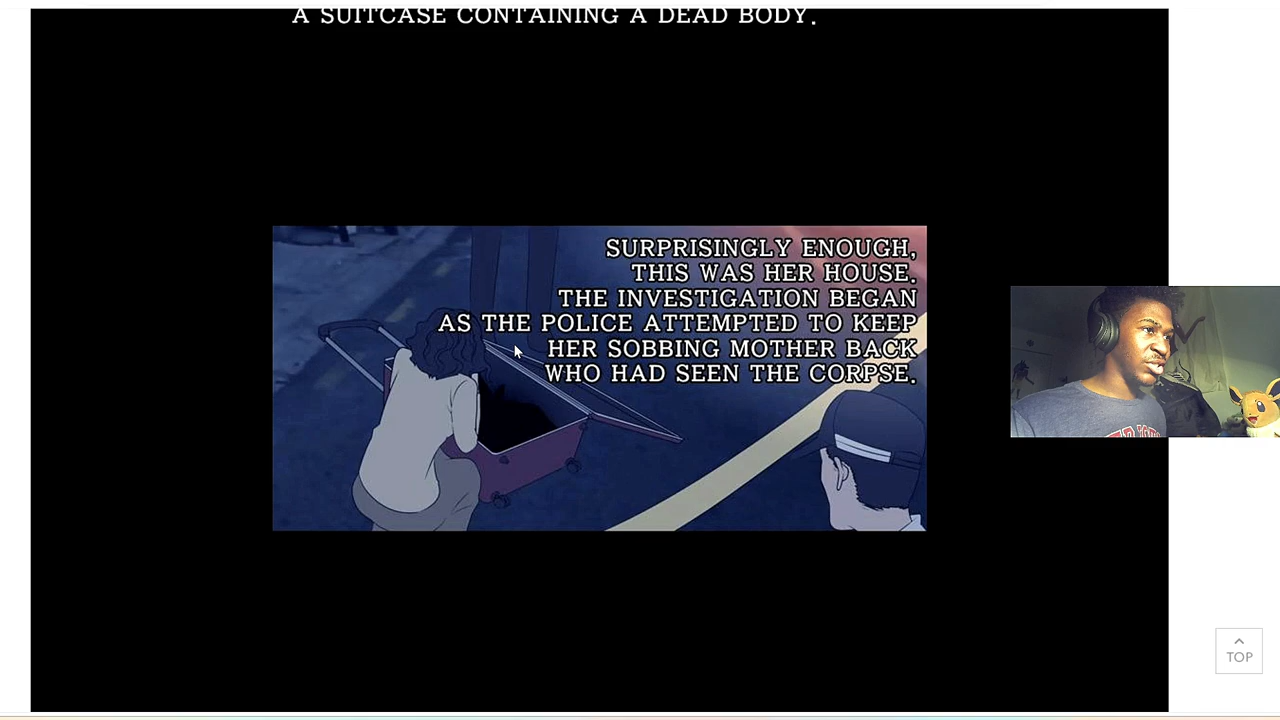 A SUITCASE CONTAINING A DEAD BODY.
SURPRISINGLY ENOUGH,
THIS WAS HER HOUSE.
THE INVESTIGATION BEGAN
AS THE POLICE ATTEMPTED TO KEEP
HER SOBBING MOTHER BACK
WHO HAD SEEN THE CORPSE.
TOP